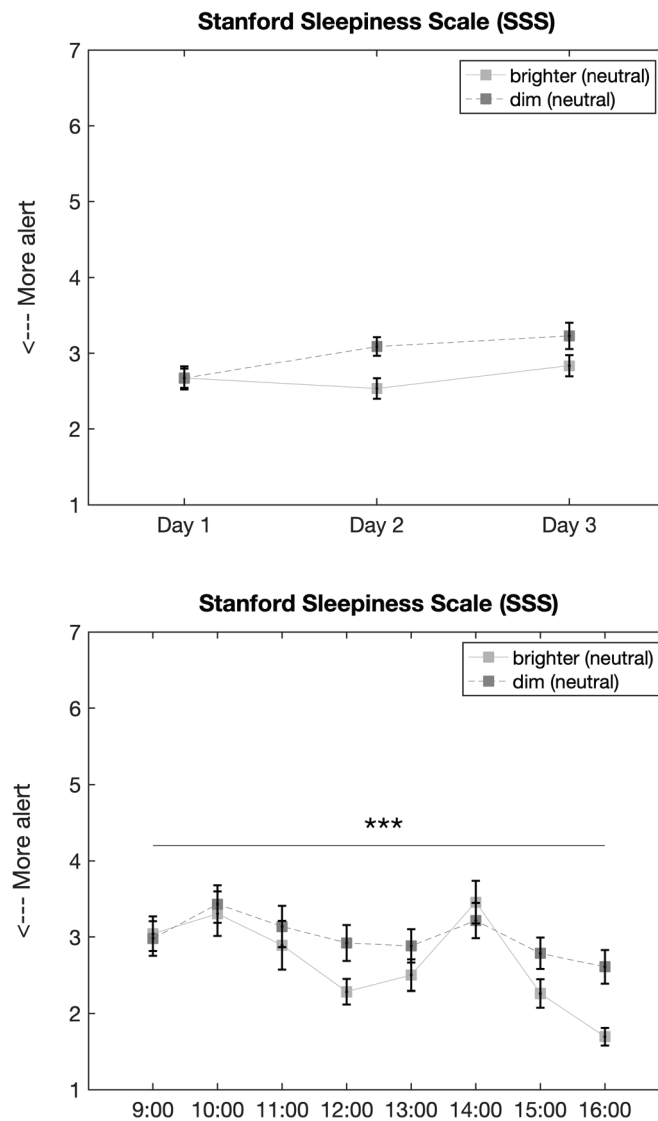 Stanford Sleepiness Scale (SSS)
7
brighter (neutral)
dim (neutral)
6
5
<--- More alert
4
3
2
1
Day 1 Day 2 Day 3
Stanford Sleepiness Scale (SSS)
7
brighter (neutral)
dim (neutral)
6
5
***
<--- More alert
4
3
2
1
9:00 10:00 11:00 12:00 13:00 14:00 15:00 16:00